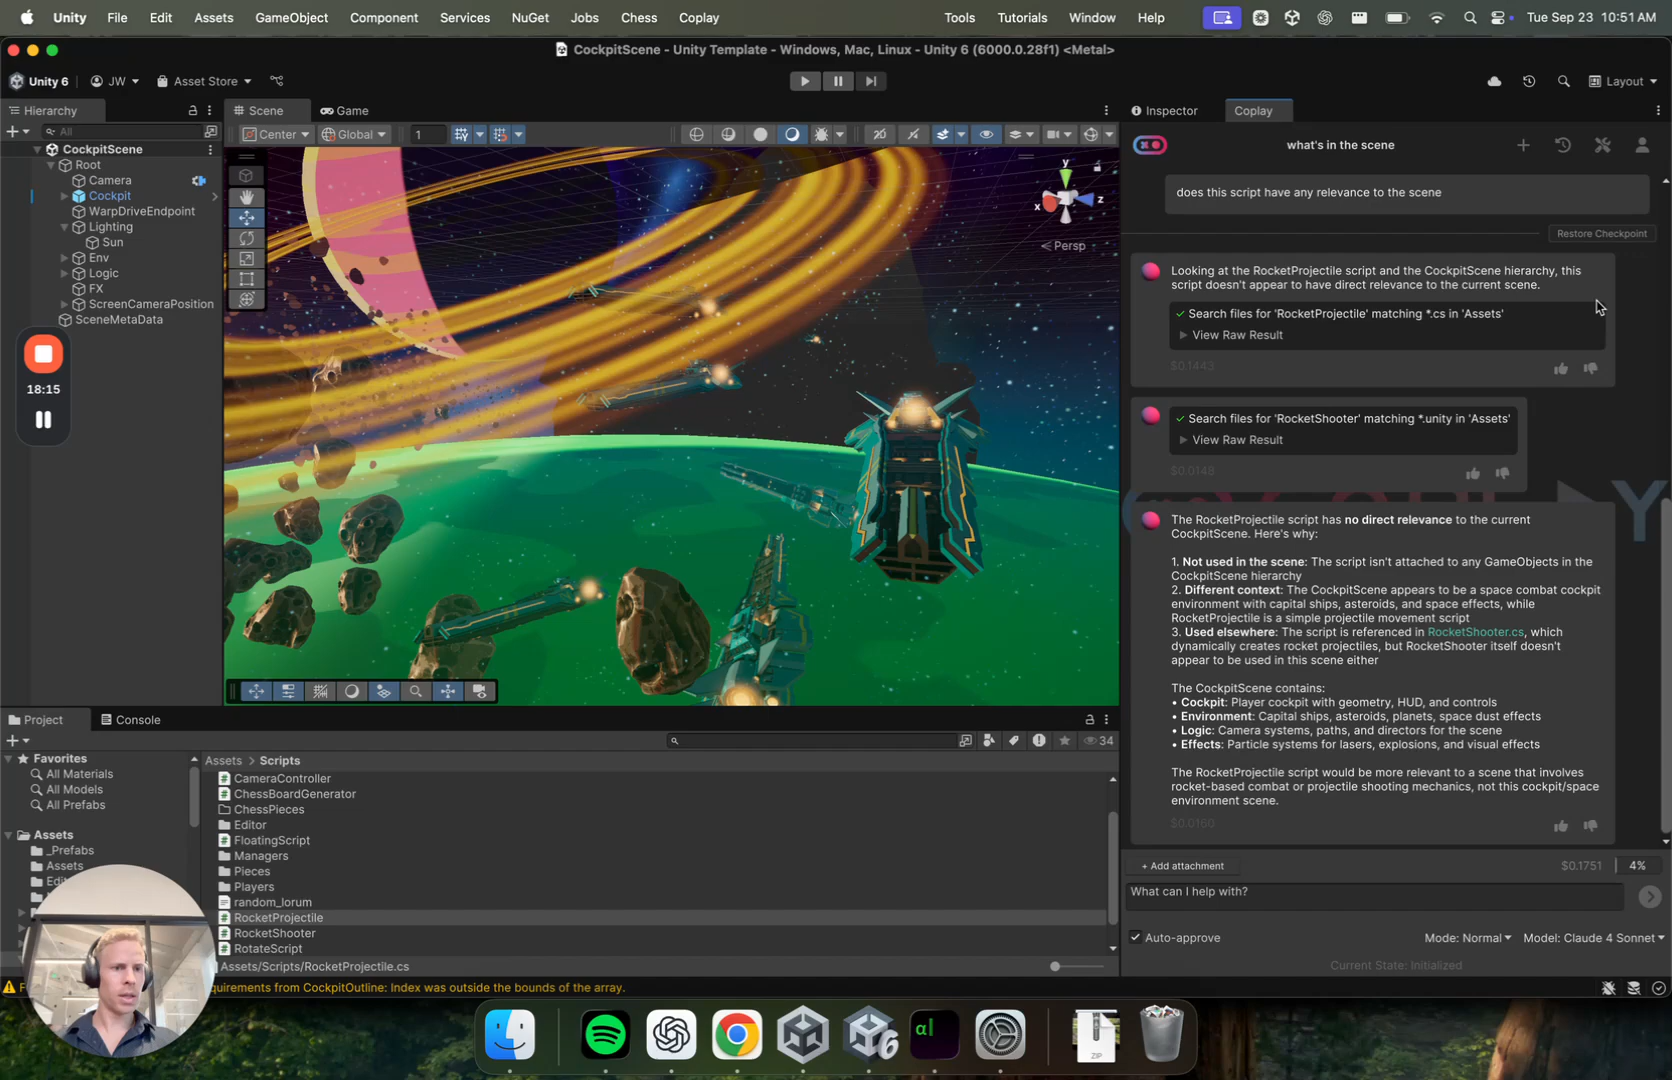 Unity File Edit Assets GameObject Component Services NuGet Jobs Chess Coplay Tools Tutorials Window Help Tue Sep 23 10:51 AM
CockpitScene - Unity Template - Windows, Mac, Linux - Unity 6 (6000.0.28f1) <Metal>
Unity 6 JW Asset Store Layout
Hierarchy
All
CockpitScene
Root
Camera
Cockpit
WarpDriveEndpoint
Lighting
Sun
Env
Logic
FX
ScreenCameraPosition
SceneMetaData
18:15
Scene Game
Center Global 1
y
x z
Persp
Inspector Coplay
what's in the scene
does this script have any relevance to the scene
Restore Checkpoint
Looking at the RocketProjectile script and the CockpitScene hierarchy, this
script doesn't appear to have direct relevance to the current scene.
Search files for 'RocketProjectile' matching *.cs in 'Assets'
View Raw Result
$0.1443
Search files for 'RocketShooter' matching *.unity in 'Assets'
View Raw Result
$0.0148
The RocketProjectile script has no direct relevance to the current
CockpitScene. Here's why:
1. Not used in the scene: The script isn't attached to any GameObjects in the
CockpitScene hierarchy
2. Different context: The CockpitScene appears to be a space combat cockpit
environment with capital ships, asteroids, and space effects, while
RocketProjectile is a simple projectile movement script
3. Used elsewhere: The script is referenced in RocketShooter.cs, which
dynamically creates rocket projectiles, but RocketShooter itself doesn't
appear to be used in this scene either
The CockpitScene contains:
• Cockpit: Player cockpit with geometry, HUD, and controls
• Environment: Capital ships, asteroids, planets, space dust effects
• Logic: Camera systems, paths, and directors for the scene
• Effects: Particle systems for lasers, explosions, and visual effects
The RocketProjectile script would be more relevant to a scene that involves
rocket-based combat or projectile shooting mechanics, not this cockpit/space
environment scene.
$0.0160
+ Add attachment $0.1751 4%
What can I help with?
Auto-approve Mode: Normal Model: Claude 4 Sonnet
Current State: Initialized
Project Console
34
Favorites
All Materials
All Models
All Prefabs
Assets
_Prefabs
Assets
Assets > Scripts
CameraController
ChessBoardGenerator
ChessPieces
Editor
FloatingScript
Managers
Pieces
Players
random_lorum
RocketProjectile
RocketShooter
RotateScript
Assets/Scripts/RocketProjectile.cs
equirements from CockpitOutline: Index was outside the bounds of the array.
6
al
ZIP